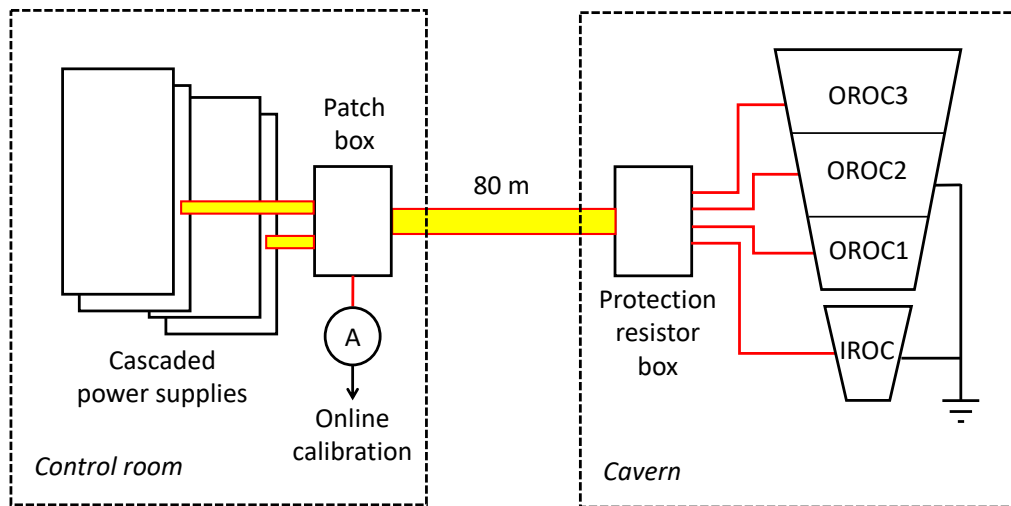 Control room
Patch
box
A
Cascaded
power supplies
Online
calibration
80 m
Cavern
Protection
resistor
box
OROC3
OROC2
OROC1
IROC